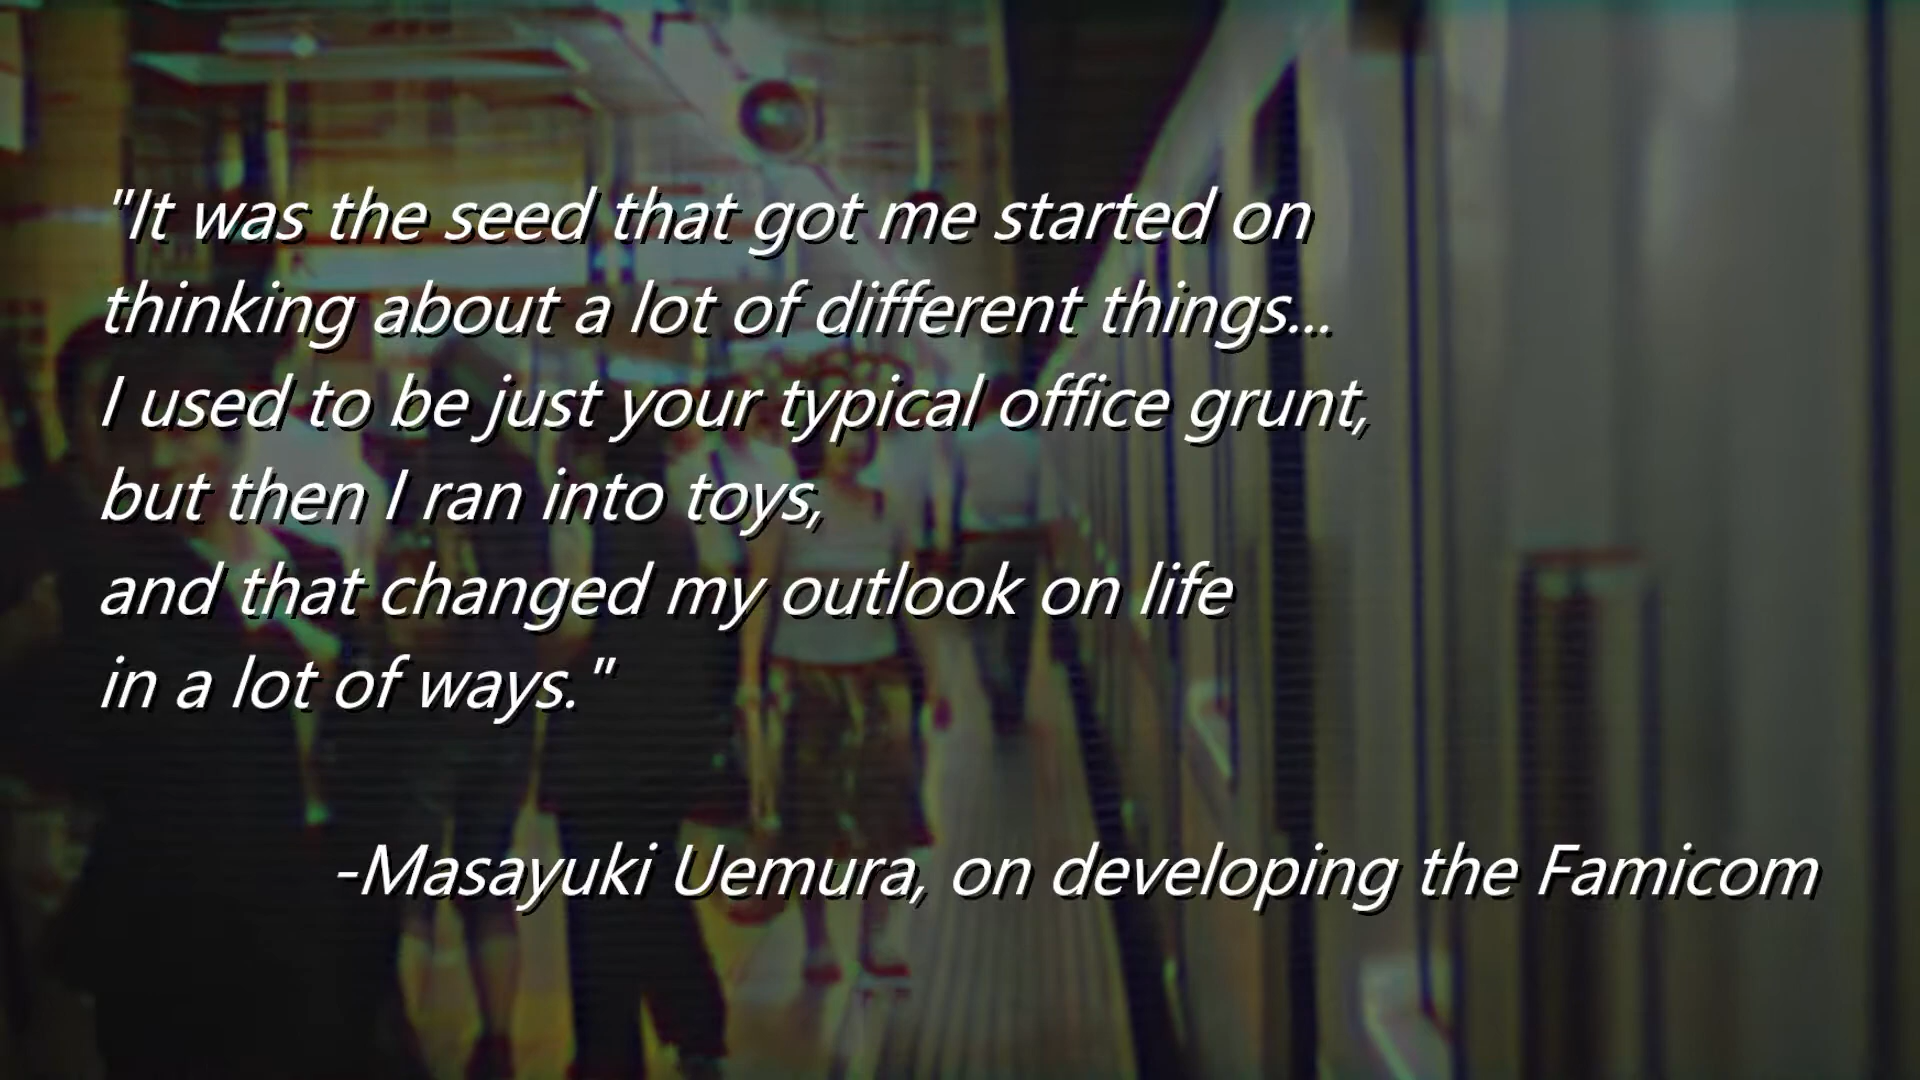 "It was the seed that got me started on
thinking about a lot of different things...
I used to be just your typical office grunt,
but then I ran into toys,
and that changed my outlook on life
in a lot of ways."
-Masayuki Uemura, on developing the Famicom